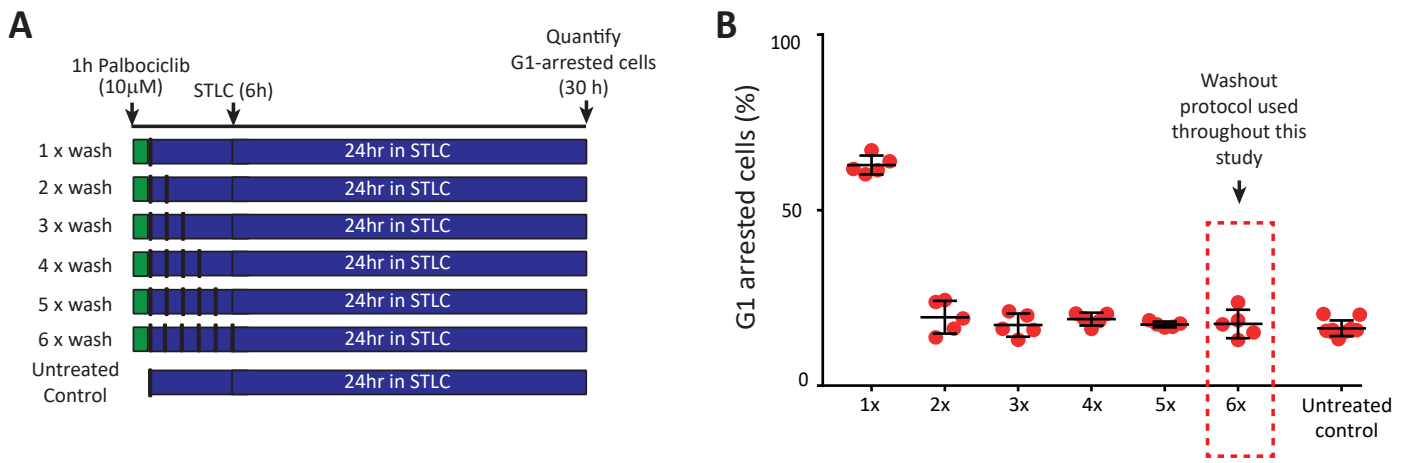 A
1h Palbociclib
(10μM)
STLC (6h)
Quantify
G1-arrested cells
(30 h)
1 x wash
24hr in STLC
2 x wash
24hr in STLC
3 x wash
24hr in STLC
4 x wash
24hr in STLC
5 x wash
24hr in STLC
6 x wash
24hr in STLC
Untreated
Control
24hr in STLC
B
G1 arrested cells (%)
100
50
0
Washout
protocol used
throughout this
study
1x
2x
3x
4x
5x
6x
Untreated
control